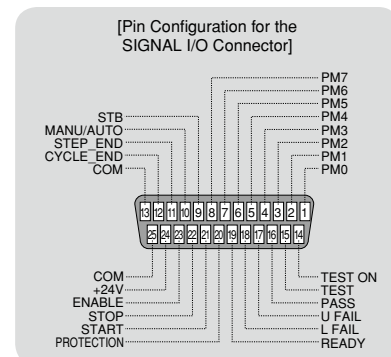 [Pin Configuration for the
SIGNAL I/O Connector]
PM7
PM6
PM5
PM4
PM3
PM2
PM1
PM0
STB
MANU/AUTO
STEP_END
CYCLE_END
COM
13 12 11 10 9 8 7 6 5 4 3 2 1
25 24 23 22 21 20 19 18 17 16 15 14
COM
+24V
ENABLE
STOP
START
PROTECTION
TEST ON
TEST
PASS
U FAIL
L FAIL
READY